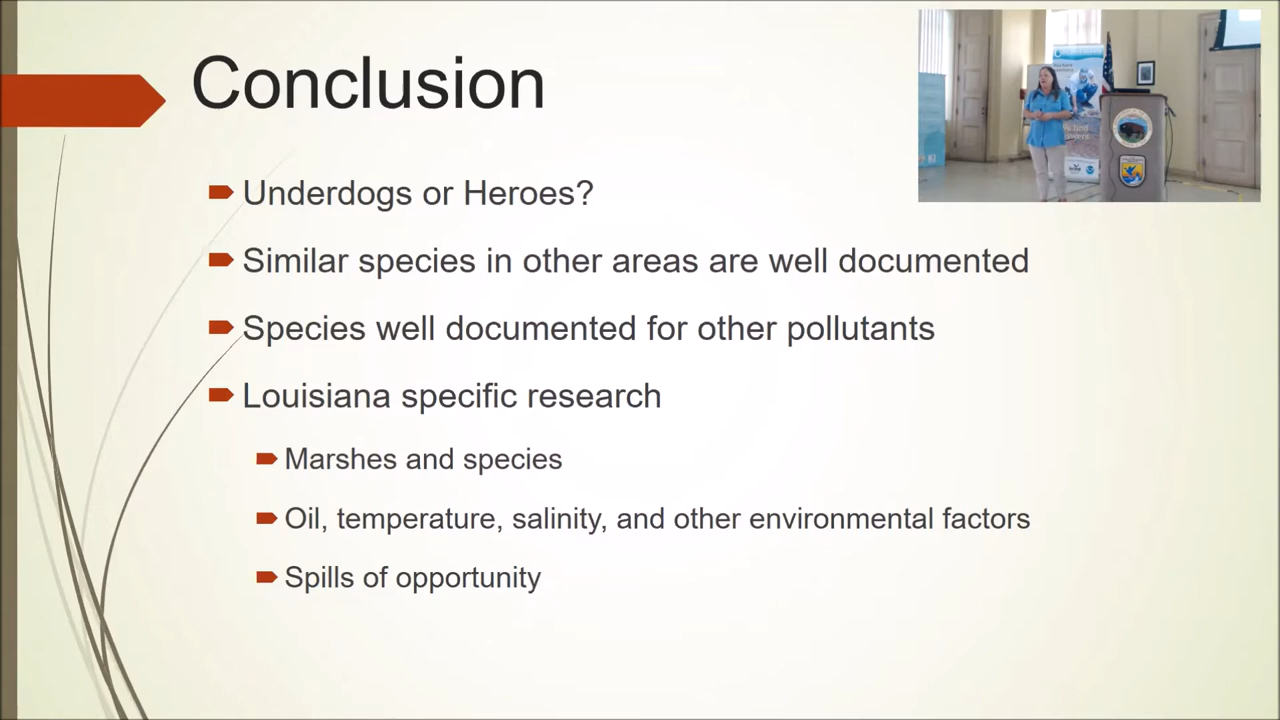 Conclusion
Underdogs or Heroes?
Similar species in other areas are well documented
Species well documented for other pollutants
Louisiana specific research
Marshes and species
Oil, temperature, salinity, and other environmental factors
Spills of opportunity